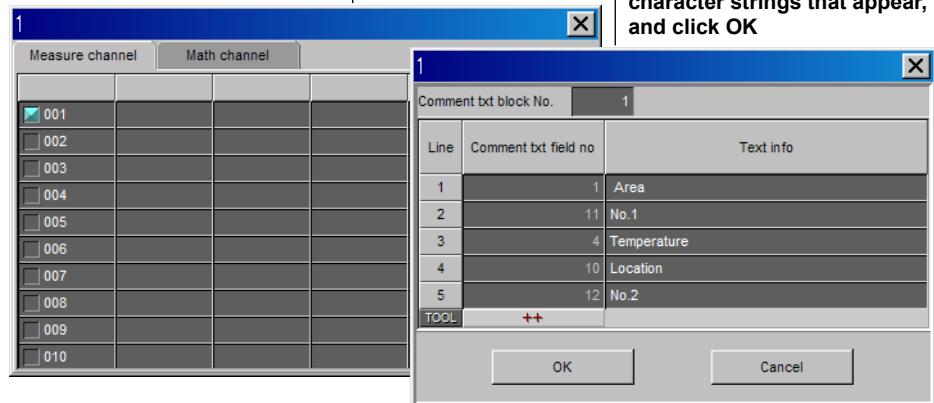 character strings that appear,
and click OK
1
Measure channel Math channel
001
002
003
004
005
006
007
008
009
010
1
Comment txt block No. 1
Line Comment txt field no Text info
1 1 Area
2 11 No.1
3 4 Temperature
4 10 Location
5 12 No.2
TOOL ++
OK Cancel